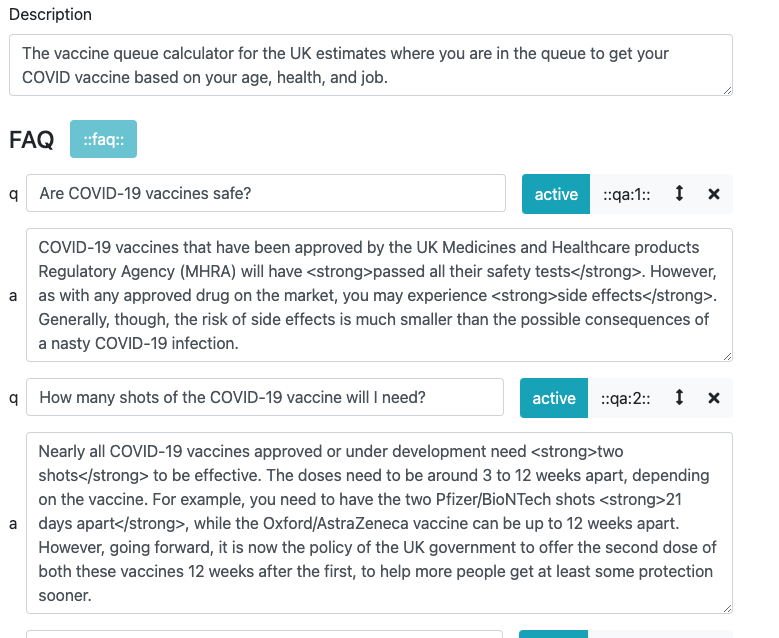 Description
The vaccine queue calculator for the UK estimates where you are in the queue to get your
COVID vaccine based on your age, health, and job.
FAQ ::faq::
q Are COVID-19 vaccines safe? active ::qa:1::
COVID-19 vaccines that have been approved by the UK Medicines and Healthcare products
Regulatory Agency (MHRA) will have <strong>passed all their safety tests</strong>. However,
a as with any approved drug on the market, you may experience <strong>side effects</strong>.
Generally, though, the risk of side effects is much smaller than the possible consequences of
a nasty COVID-19 infection.
q How many shots of the COVID-19 vaccine will I need? active ::qa:2::
Nearly all COVID-19 vaccines approved or under development need <strong>two
shots</strong> to be effective. The doses need to be around 3 to 12 weeks apart, depending
on the vaccine. For example, you need to have the two Pfizer/BioNTech shots <strong>21
a days apart</strong>, while the Oxford/AstraZeneca vaccine can be up to 12 weeks apart.
However, going forward, it is now the policy of the UK government to offer the second dose of
both these vaccines 12 weeks after the first, to help more people get at least some protection
sooner.